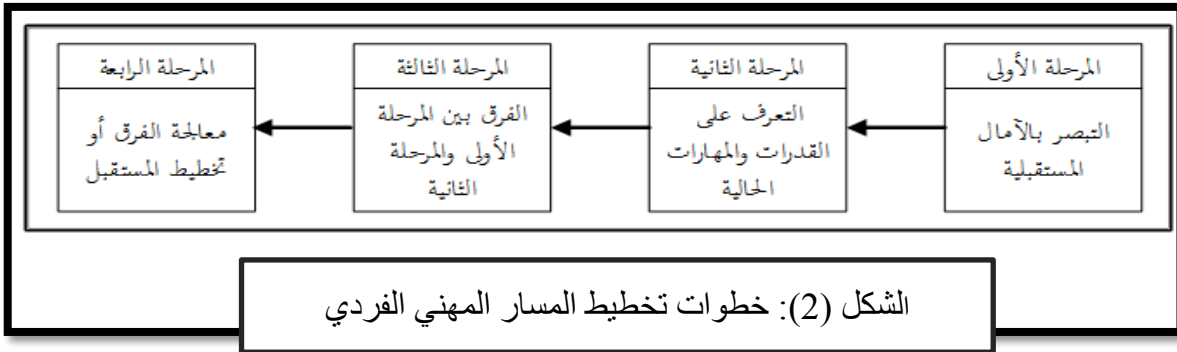 المرحلة الأولى
التبصر بالآمال
المستقبلية
المرحلة الثانية
التعرف على
القدرات والمهارات
الحالية
المرحلة الثالثة
الفرق بين المرحلة
الأولى والمرحلة
الثانية
المرحلة الرابعة
معالجة الفرق أو
تخطيط المستقبل
الشكل (2): خطوات تخطيط المسار المهني الفردي